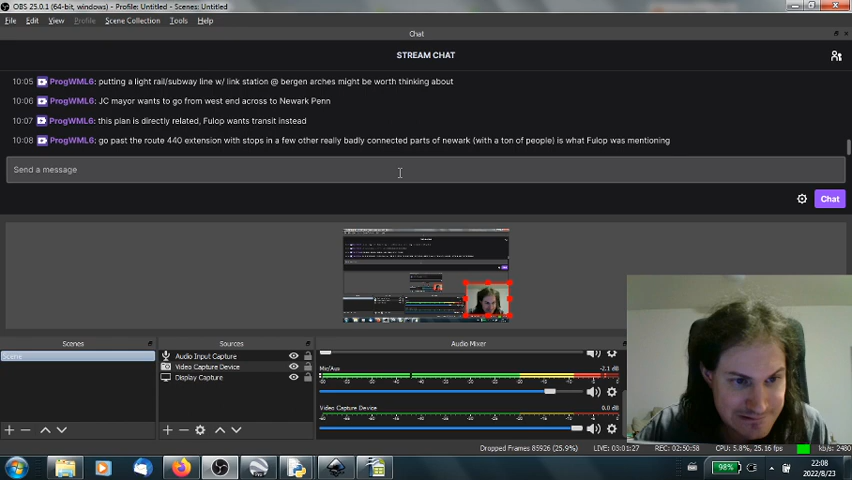 OBS 25.0.1 (64-bit, windows) - Profile: Untitled - Scenes: Untitled
File Edit View Profile Scene Collection Tools Help
Chat
STREAM CHAT
10:05 ProgWML6: putting a light rail/subway line w/ link station @ bergen arches might be worth thinking about
10:06 ProgWML6: JC mayor wants to go from west end across to Newark Penn
10:07 ProgWML6: this plan is directly related, Fulop wants transit instead
10:08 ProgWML6: go past the route 440 extension with stops in a few other really badly connected parts of newark (with a ton of people) is what Fulop was mentioning
Send a message
Chat
Scenes Sources Audio Mixer
Scene
Audio Input Capture
Video Capture Device
Display Capture
Mic/Aux -2.1 dB
Video Capture Device 0.0 dB
Dropped Frames 85926 (25.9%) LIVE: 03:01:27 REC: 02:50:58 CPU: 5.8%, 25.16 fps kb/s: 2480
98% 22:08
2022/8/23